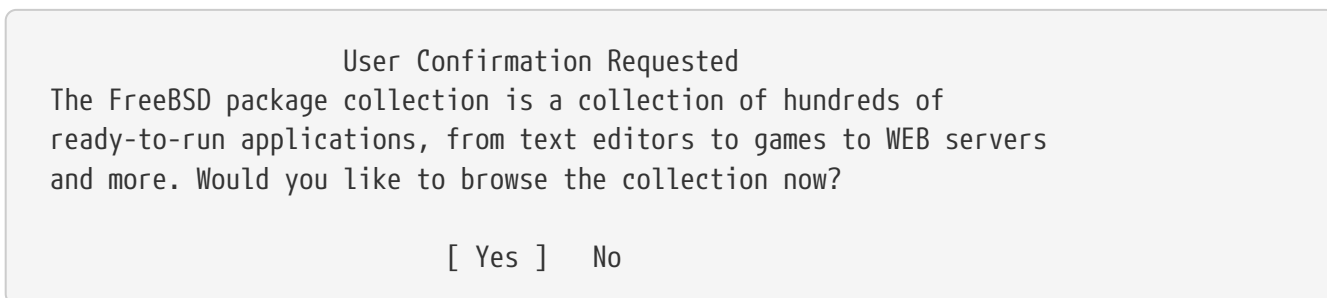 User Confirmation Requested
The FreeBSD package collection is a collection of hundreds of
ready-to-run applications, from text editors to games to WEB servers
and more. Would you like to browse the collection now?
[ Yes ] No